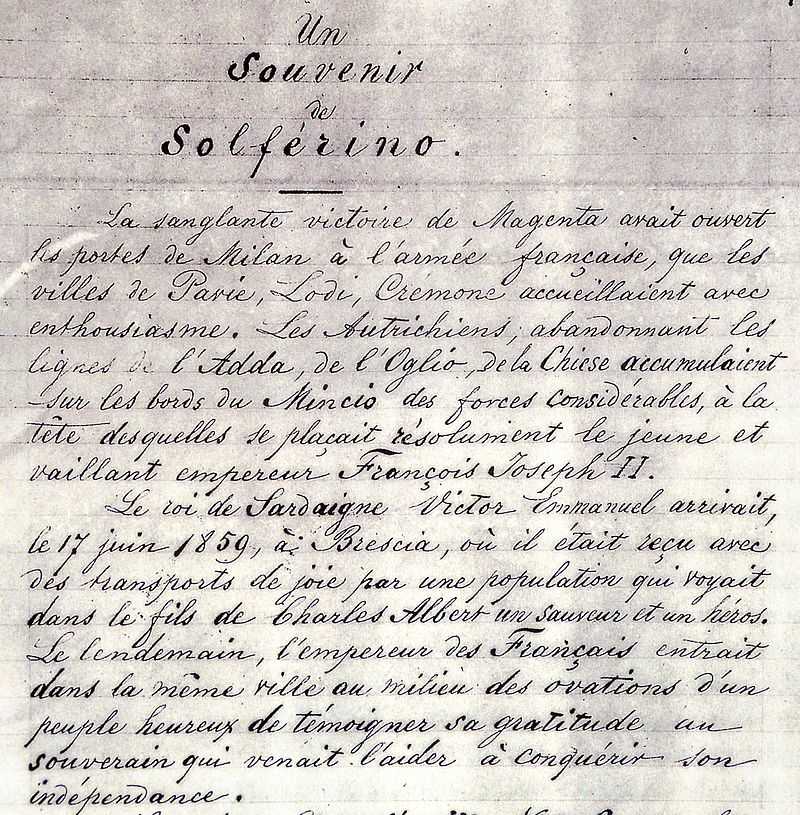 Un
Souvenir
de
Solférino.
La sanglante victoire de Magenta avait ouvert
les portes de Milan à l'armée française, que les
villes de Pavie, Lodi, Crémone accueillaient avec
enthousiasme. Les Autrichiens, abandonnant les
lignes de l'Adda, de l'Oglio, de la Chiese accumulaient
sur les bords du Mincio des forces considérables, à la
tête desquelles se plaçait résolument le jeune et
vaillant empereur François Joseph II.
Le roi de Sardaigne Victor Emmanuel arrivait,
le 17 juin 1859, à Brescia, où il était reçu avec
des transports de joie par une population qui voyait
dans le fils de Charles Albert un sauveur et un héros.
Le lendemain, l'empereur des Français entrait
dans la même ville au milieu des ovations d'un
peuple heureux de témoigner sa gratitude au
souverain qui venait l'aider à conquérir son
indépendance.